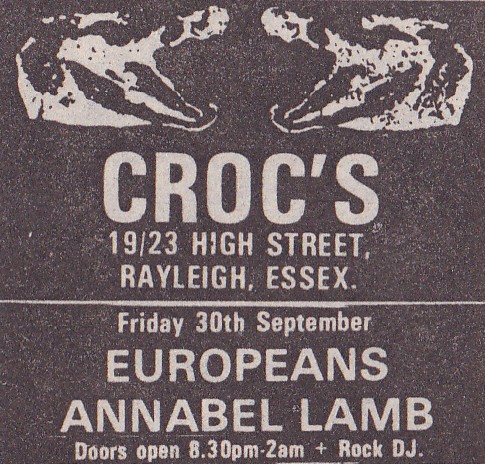 CROC'S
19/23 HIGH STREET,
RAYLEIGH, ESSEX.
Friday 30th September
EUROPEANS
ANNABEL LAMB
Doors open 8.30pm-2am + Rock DJ.